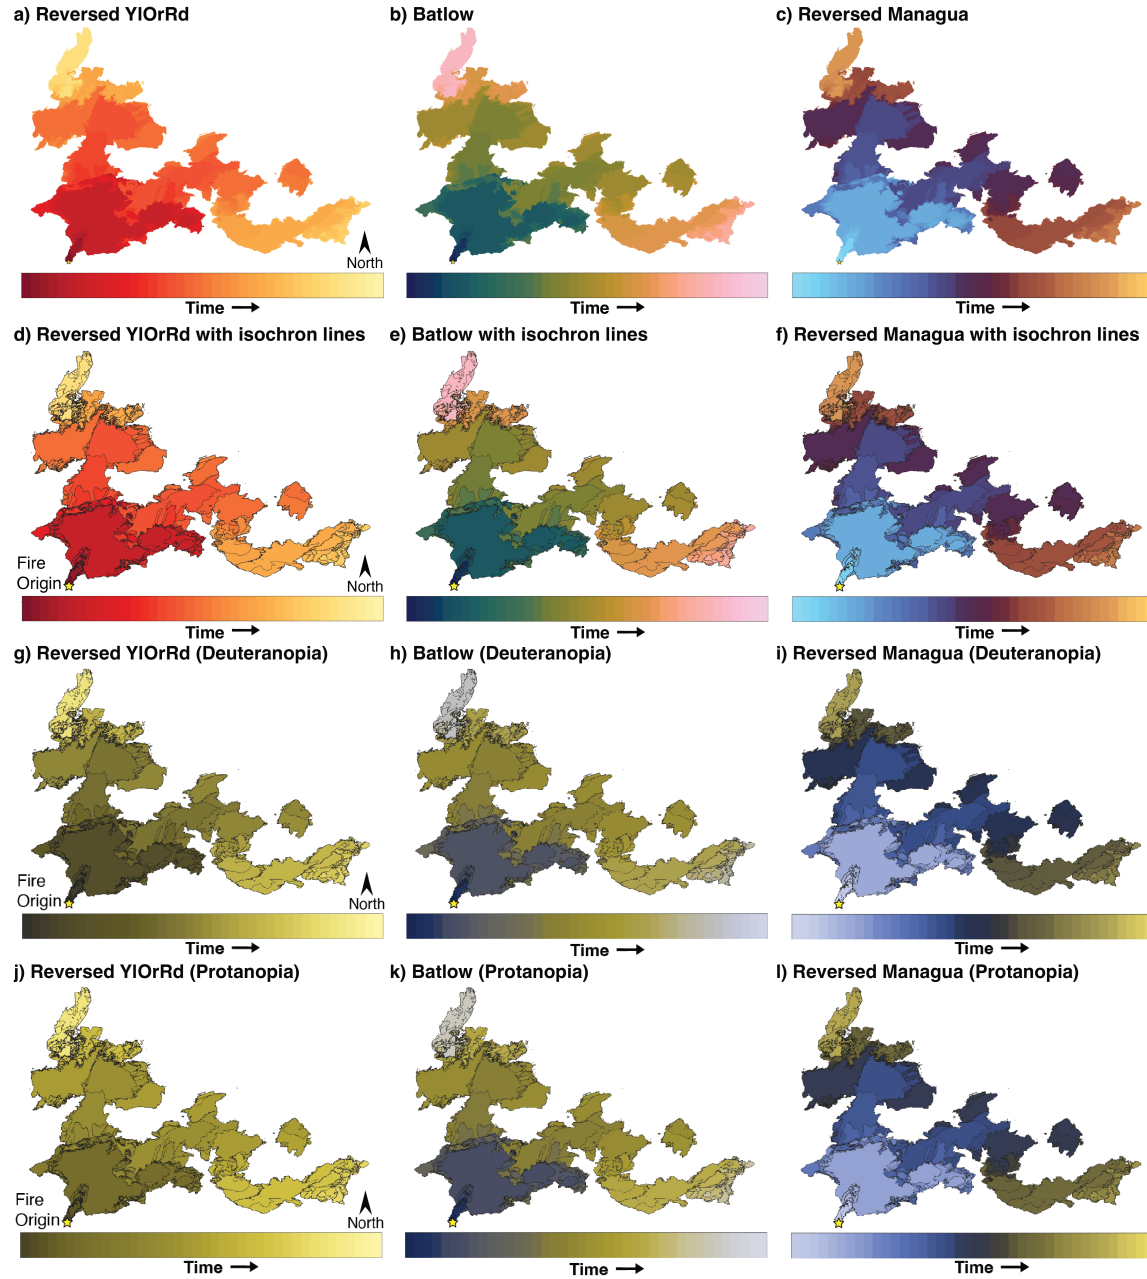 a) Reversed YlOrRd
b) Batlow
c) Reversed Managua
North
Time
Time
Time
d) Reversed YlOrRd with isochron lines
e) Batlow with isochron lines
f) Reversed Managua with isochron lines
Fire
Origin
North
Time
Time
Time
g) Reversed YlOrRd (Deuteranopia)
h) Batlow (Deuteranopia)
i) Reversed Managua (Deuteranopia)
Fire
Origin
North
Time
Time
Time
j) Reversed YlOrRd (Protanopia)
k) Batlow (Protanopia)
l) Reversed Managua (Protanopia)
Fire
Origin
North
Time
Time
Time